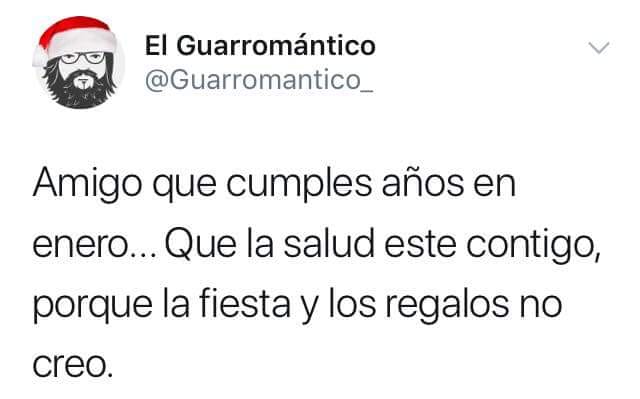 El Guarromántico
@Guarromantico_
Amigo que cumples años en
enero... Que la salud este contigo,
porque la fiesta y los regalos no
creo.